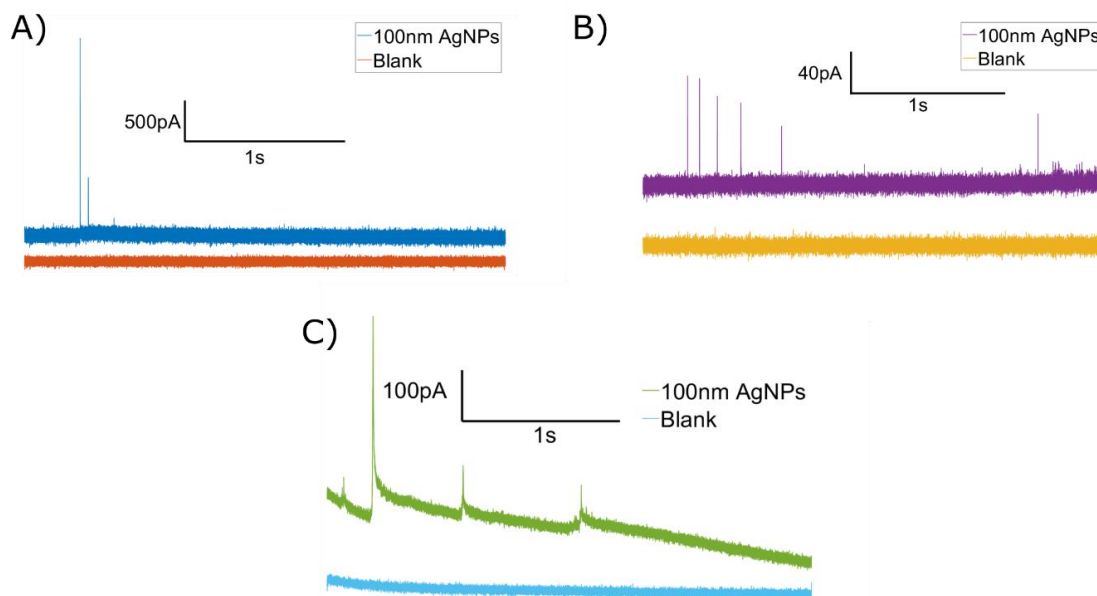 A)
100nm AgNPs
Blank
500pA
1s
B)
100nm AgNPs
Blank
40pA
1s
C)
100pA
1s
100nm AgNPs
Blank